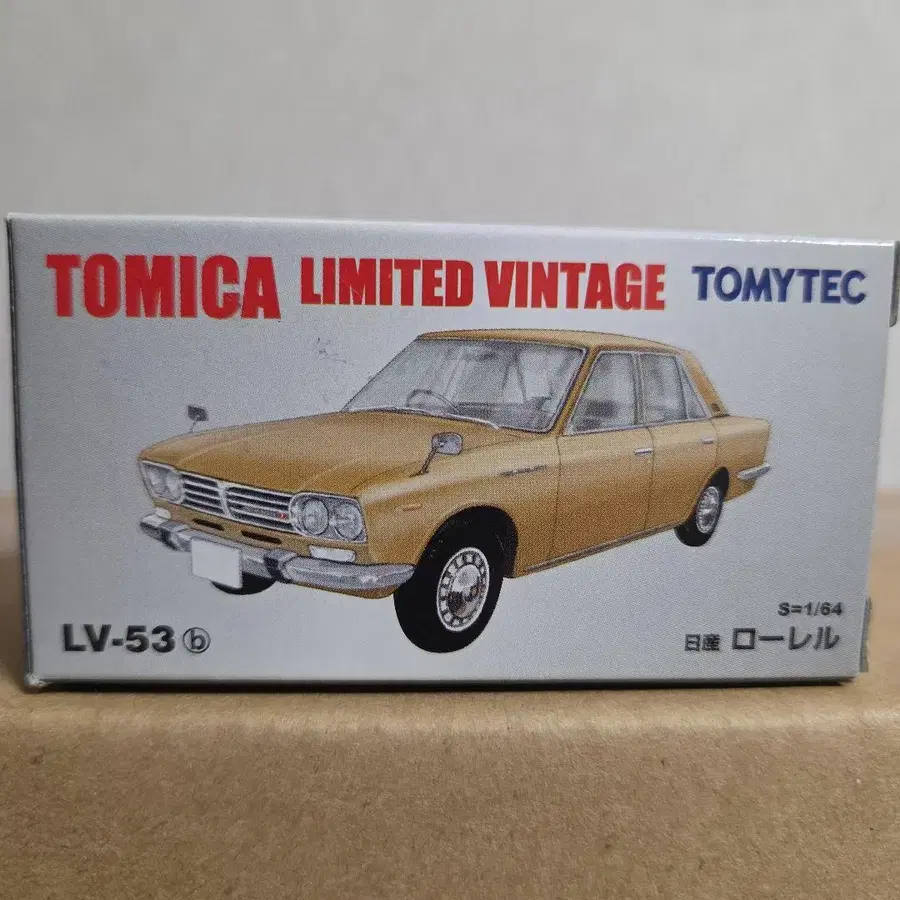 TOMICA LIMITED VINTAGE TOMYTEC
S=1/64
LV-53 ⓑ 日産 ローレル